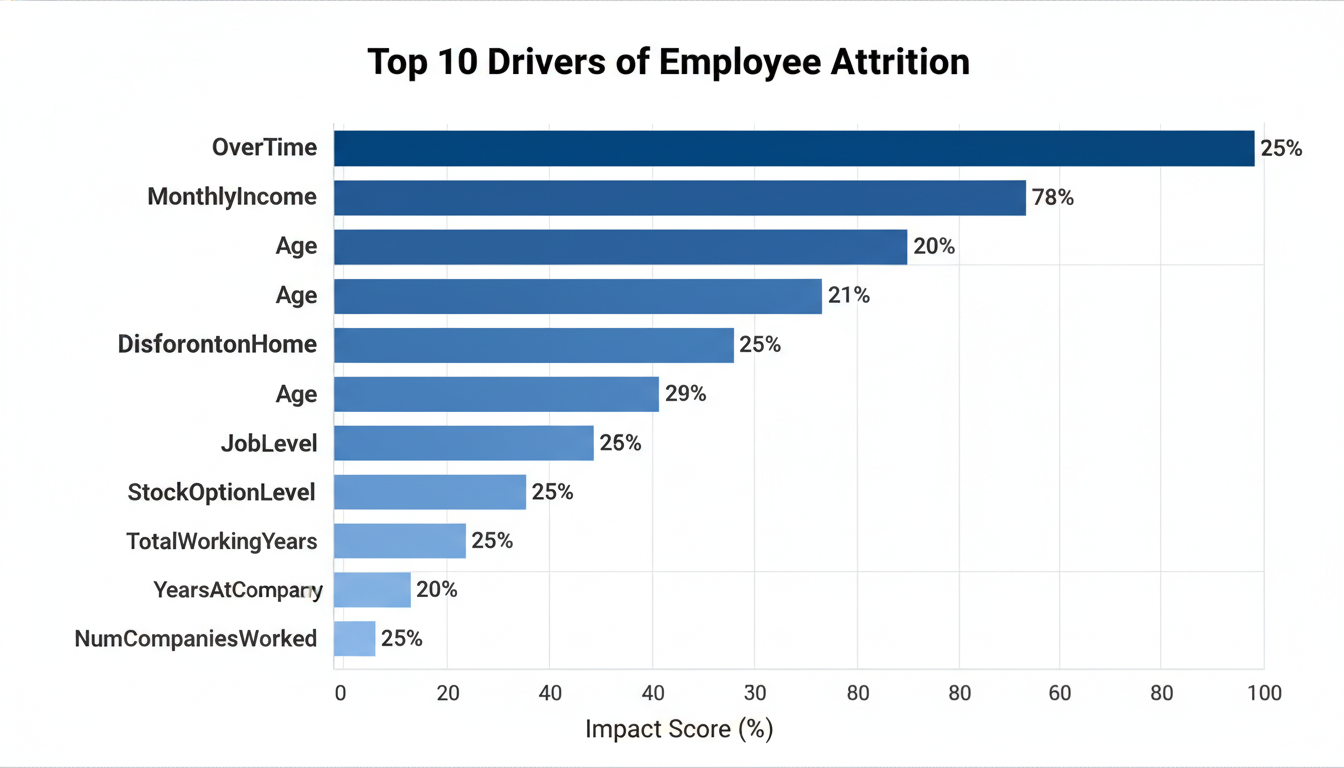 Top 10 Drivers of Employee Attrition
OverTime 25%
MonthlyIncome 78%
Age 20%
Age 21%
DisforontonHome 25%
Age 29%
JobLevel 25%
StockOptionLevel 25%
TotalWorkingYears 25%
YearsAtCompany 20%
NumCompaniesWorked 25%
0 20 40 40 30 80 80 60 80 100
Impact Score (%)